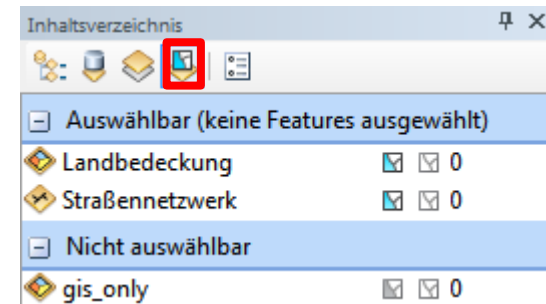 Inhaltsverzeichnis
Auswählbar (keine Features ausgewählt)
Landbedeckung 0
Straßennetzwerk 0
Nicht auswählbar
gis_only 0